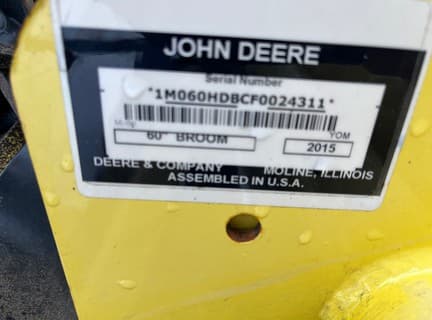 JOHN DEERE
Serial Number
*1M060HDBCF0024311*
60" BROOM
YOM
2015
DEERE & COMPANY MOLINE, ILLINOIS
ASSEMBLED IN U.S.A.